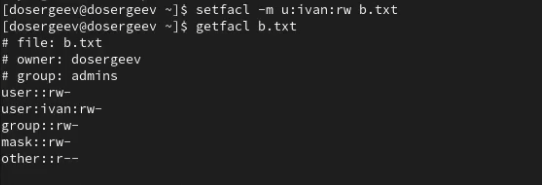 [dosergeev@dosergeev ~]$ setfacl -m u:ivan:rw b.txt
[dosergeev@dosergeev ~]$ getfacl b.txt
# file: b.txt
# owner: dosergeev
# group: admins
user::rw-
user:ivan:rw-
group::rw-
mask::rw-
other::r--